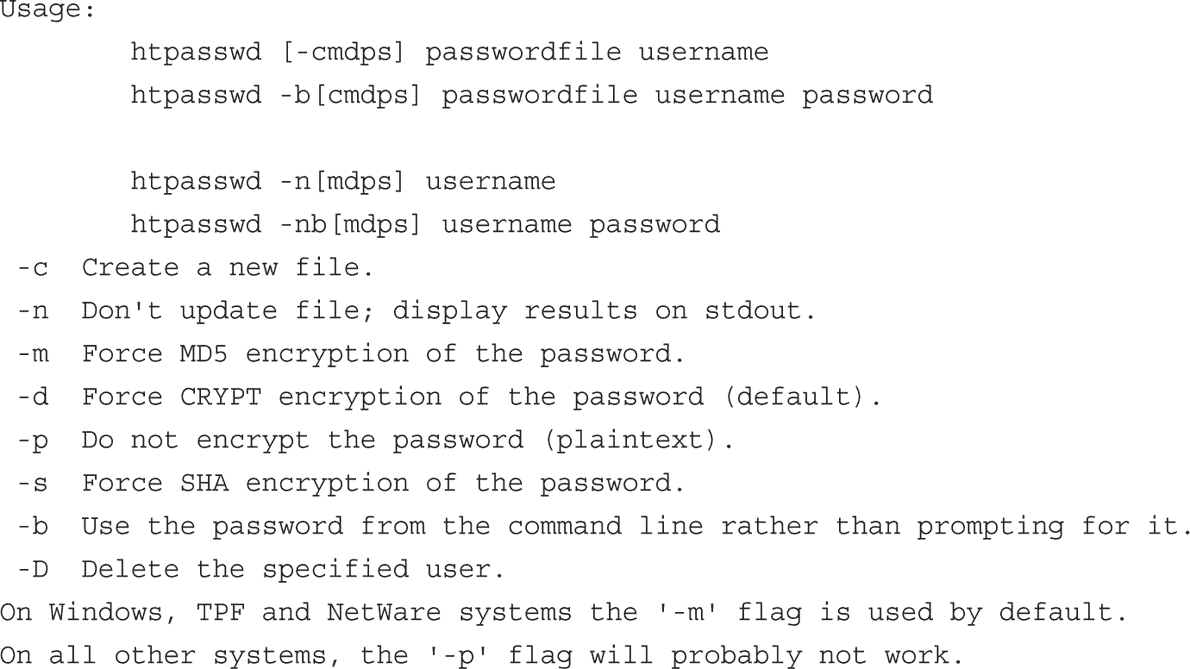 Usage:
htpasswd [-cmdps] passwordfile username
htpasswd -b[cmdps] passwordfile username password
htpasswd -n[mdps] username
htpasswd -nb[mdps] username password
-c  Create a new file.
-n  Don't update file; display results on stdout.
-m  Force MD5 encryption of the password.
-d  Force CRYPT encryption of the password (default).
-p  Do not encrypt the password (plaintext).
-s  Force SHA encryption of the password.
-b  Use the password from the command line rather than prompting for it.
-D  Delete the specified user.
On Windows, TPF and NetWare systems the '-m' flag is used by default.
On all other systems, the '-p' flag will probably not work.